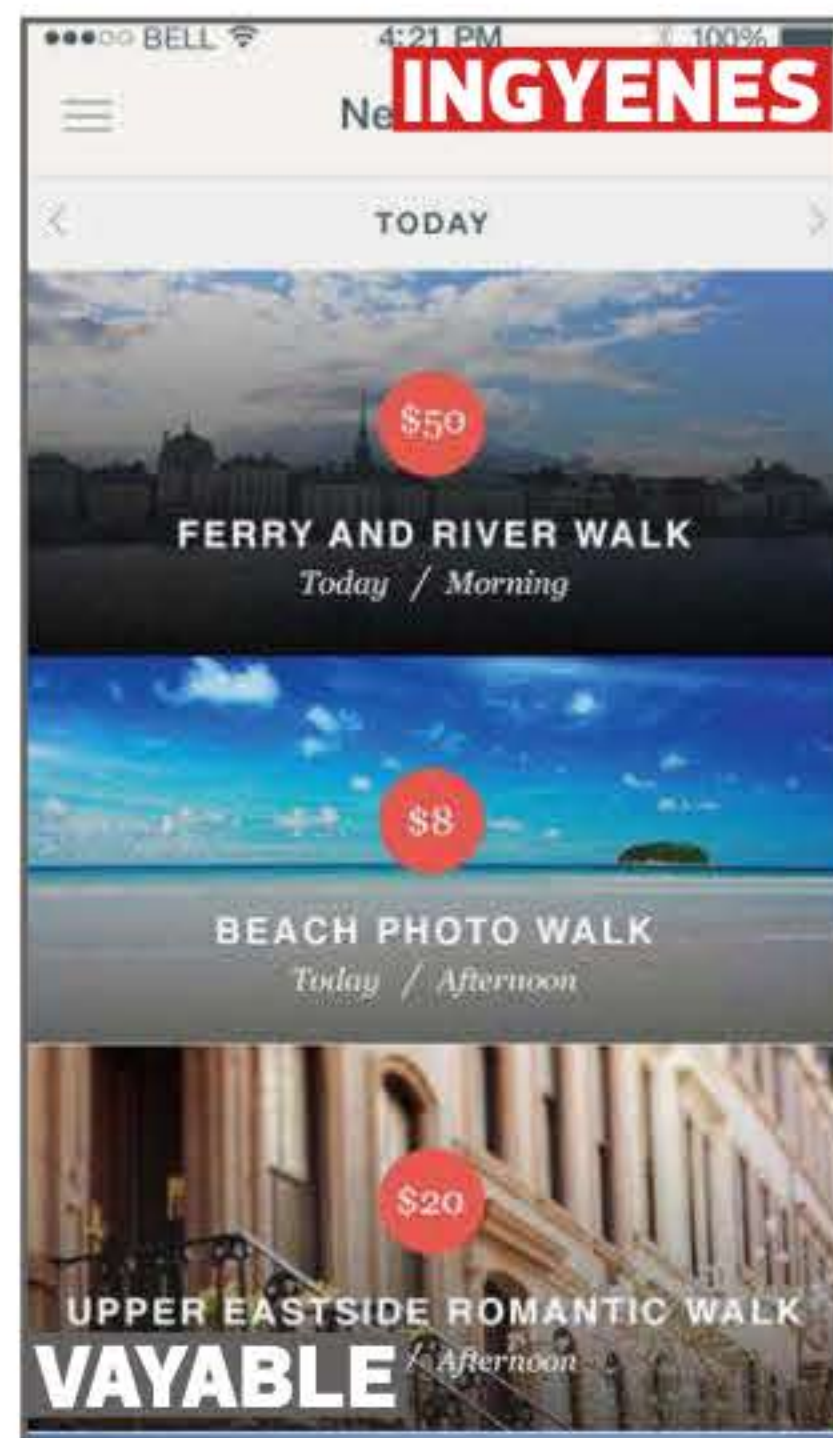 BELL 4:21 PM 100%
Ne
INGYENES
TODAY
$50
FERRY AND RIVER WALK
Today / Morning
$8
BEACH PHOTO WALK
Today / Afternoon
$20
UPPER EASTSIDE ROMANTIC WALK
/ Afternoon
VAYABLE